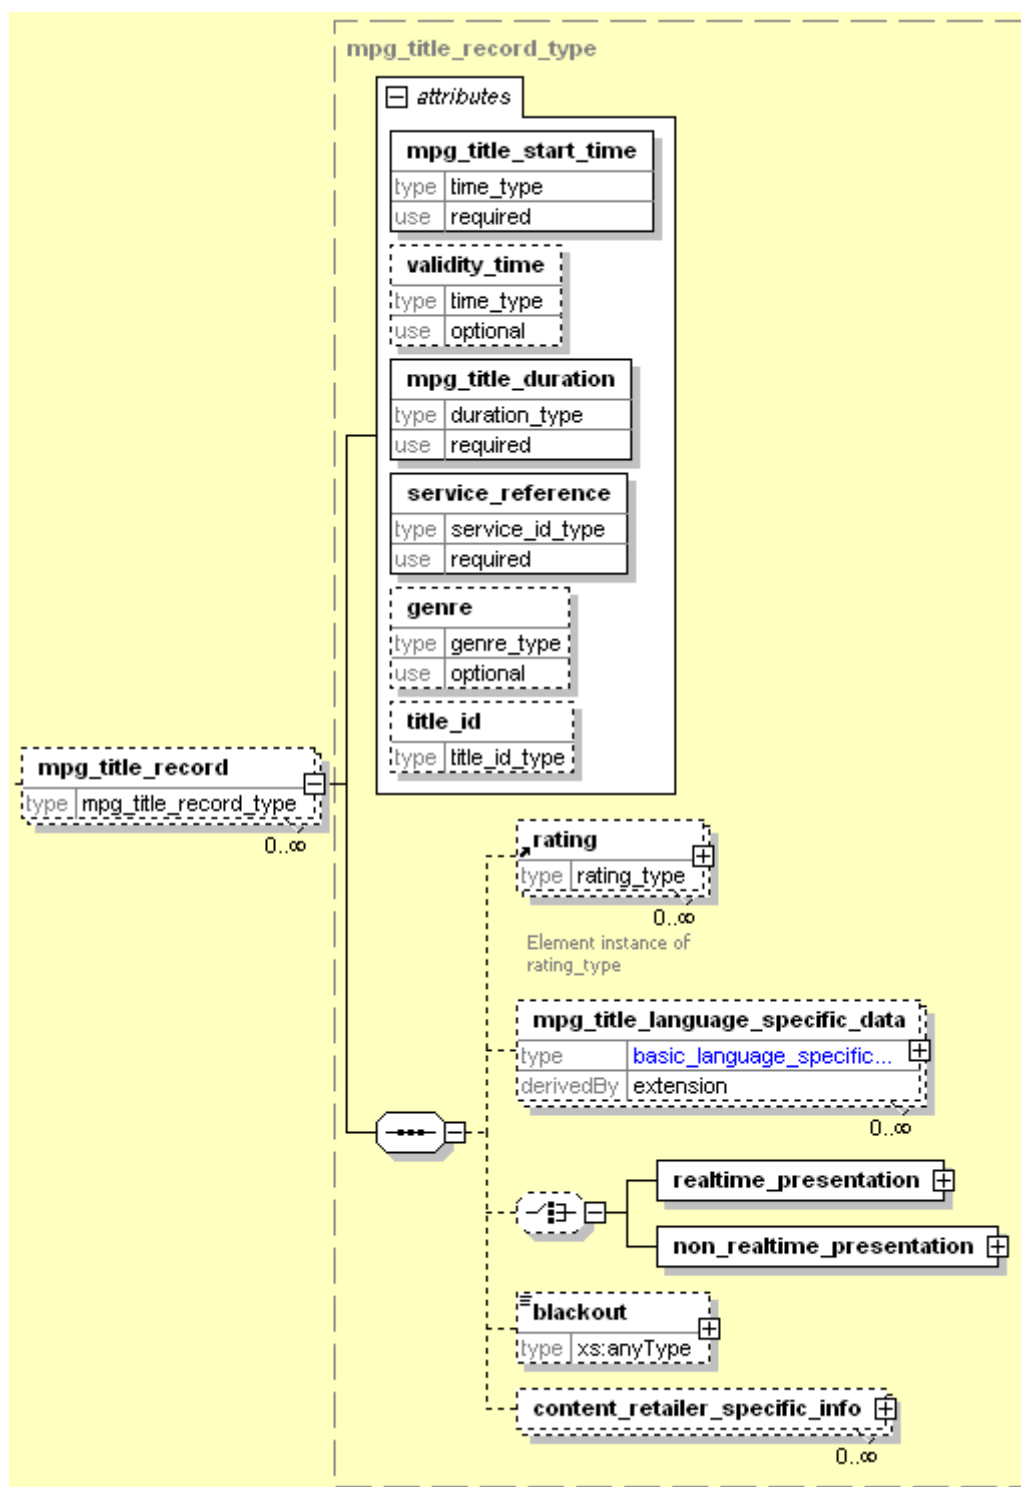 mpg_title_record_type
attributes
mpg_title_start_time
type time_type
use required
validity_time
type time_type
use optional
mpg_title_duration
type duration_type
use required
service_reference
type service_id_type
use required
genre
type genre_type
use optional
title_id
type title_id_type
mpg_title_record
type mpg_title_record_type
0..∞
rating
type rating_type
0..∞
Element instance of
rating_type
mpg_title_language_specific_data
type basic_language_specific...
derivedBy extension
0..∞
realtime_presentation
non_realtime_presentation
blackout
type xs:anyType
content_retailer_specific_info
0..∞